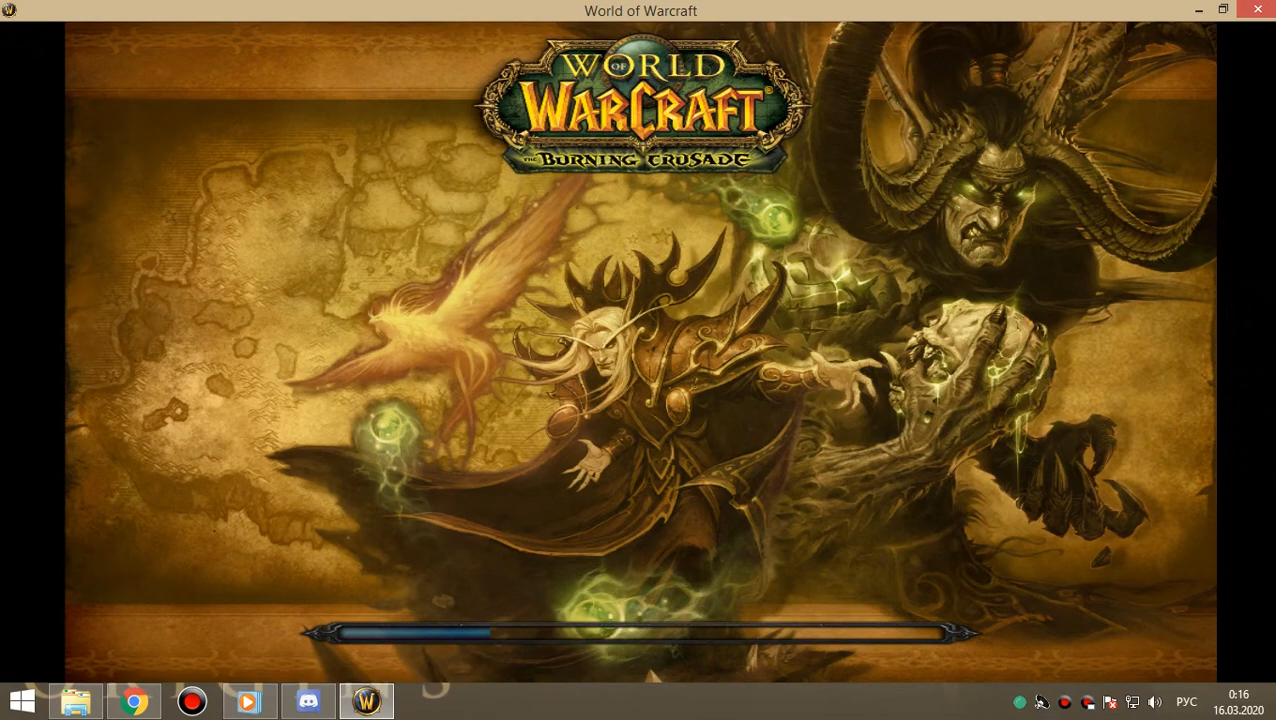 World of Warcraft
WORLD
OF
WARCRAFT®
THE BURNING CRUSADE
S
РУС
0:16
16.03.2020